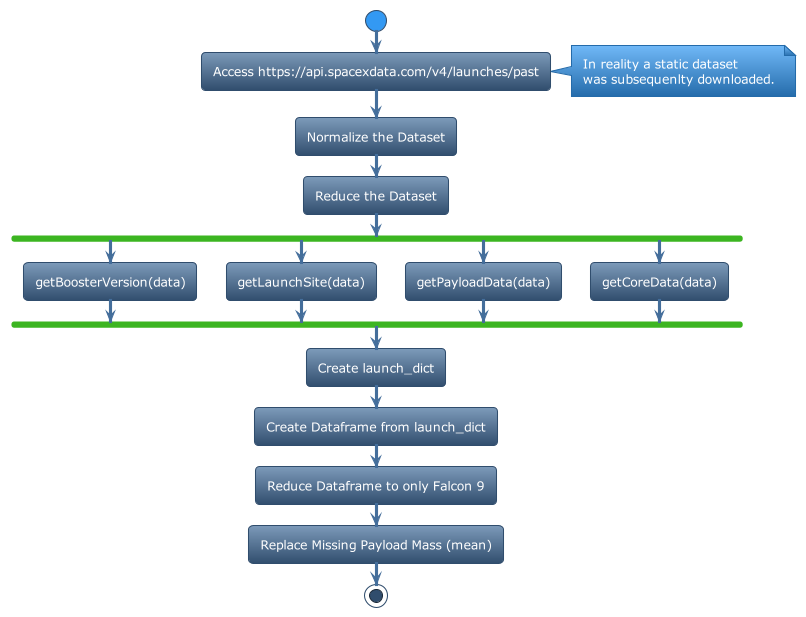 Access https://api.spacexdata.com/v4/launches/past
In reality a static dataset
was subsequenlty downloaded.
Normalize the Dataset
Reduce the Dataset
getBoosterVersion(data)
getLaunchSite(data)
getPayloadData(data)
getCoreData(data)
Create launch_dict
Create Dataframe from launch_dict
Reduce Dataframe to only Falcon 9
Replace Missing Payload Mass (mean)